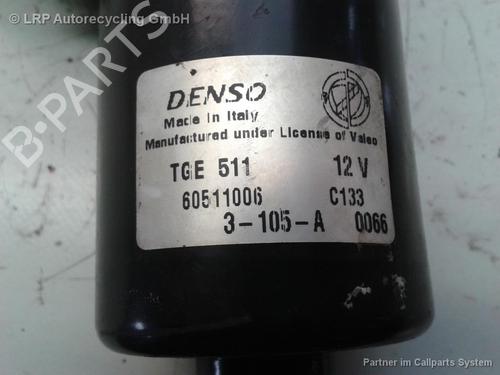 LRP Autorecycling GmbH
DENSO
Made in Italy
Manufactured under License of Valeo
TGE 511 12 V
60511006 C133
3-105-A 0066
B-PARTS
Partner im Callparts System